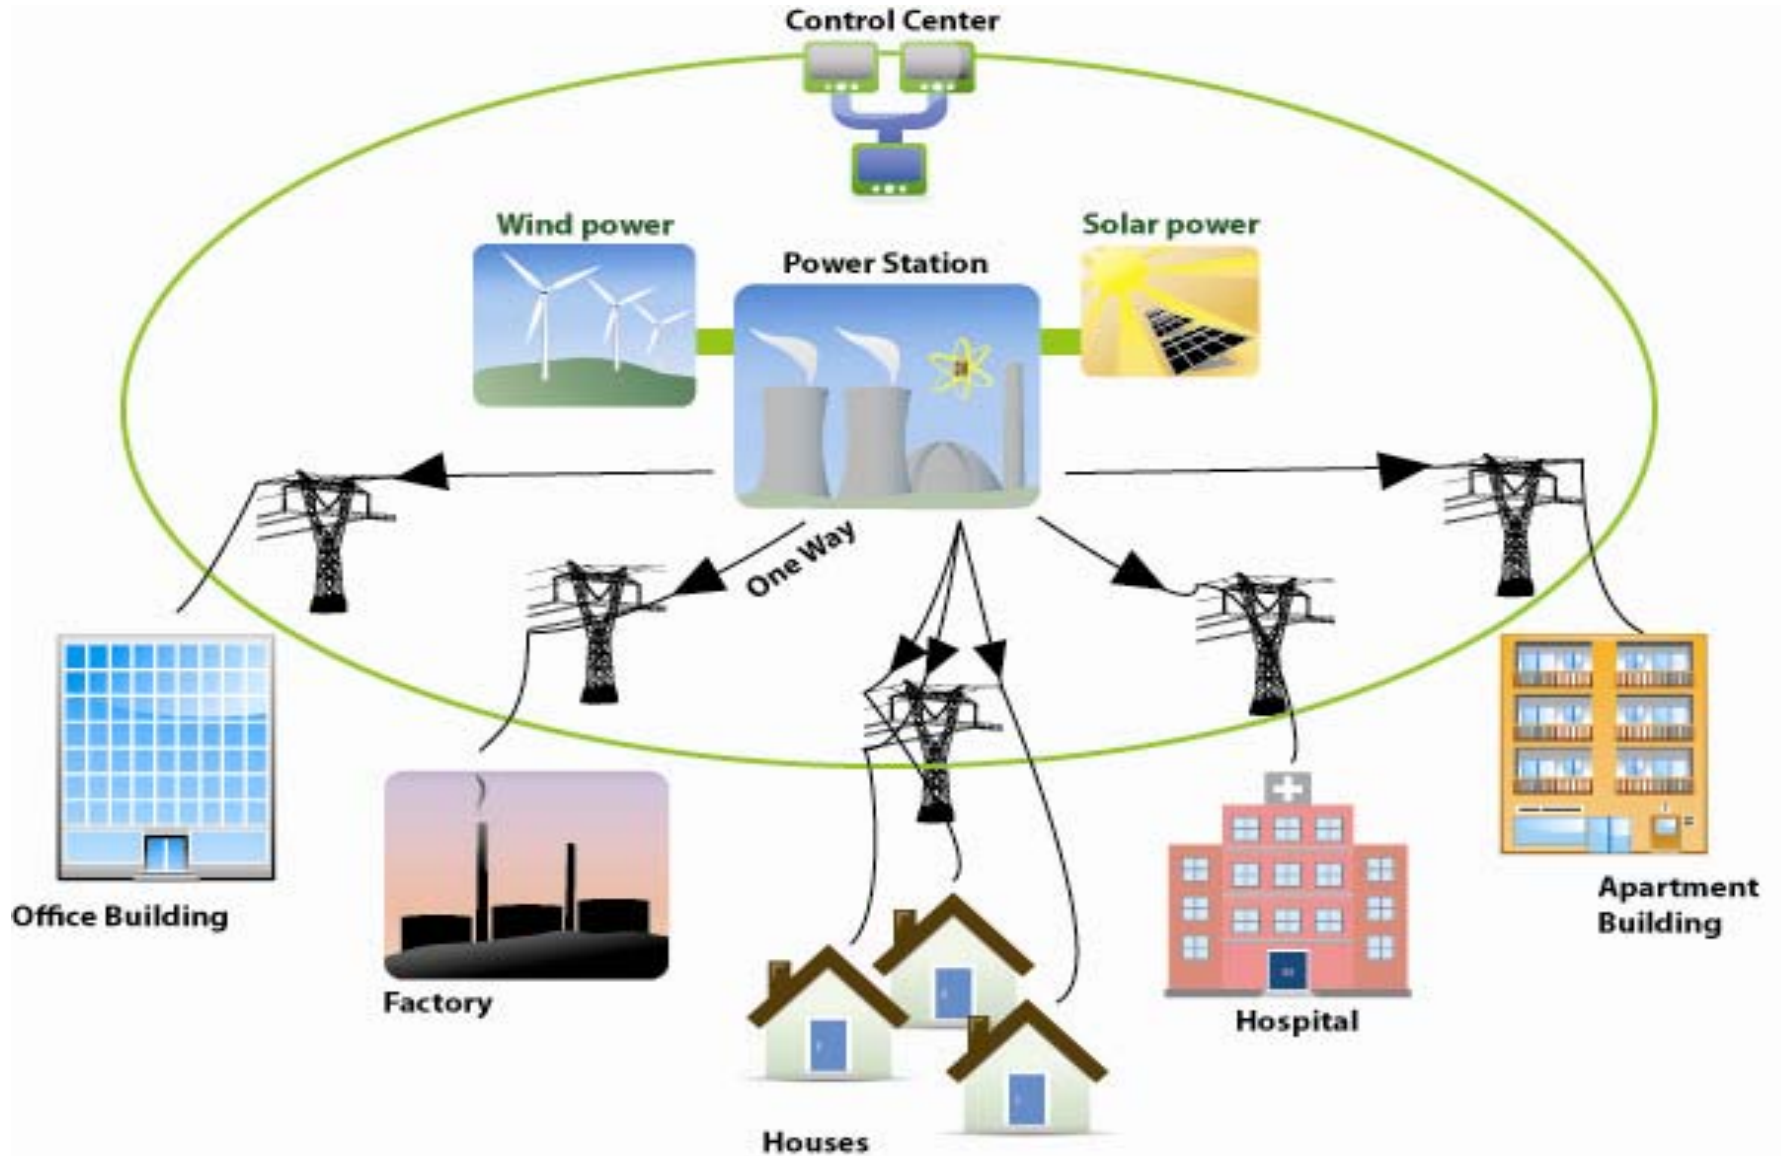 Control Center
Wind power
Solar power
Power Station
One Way
Office Building
Factory
Houses
Hospital
Apartment
Building